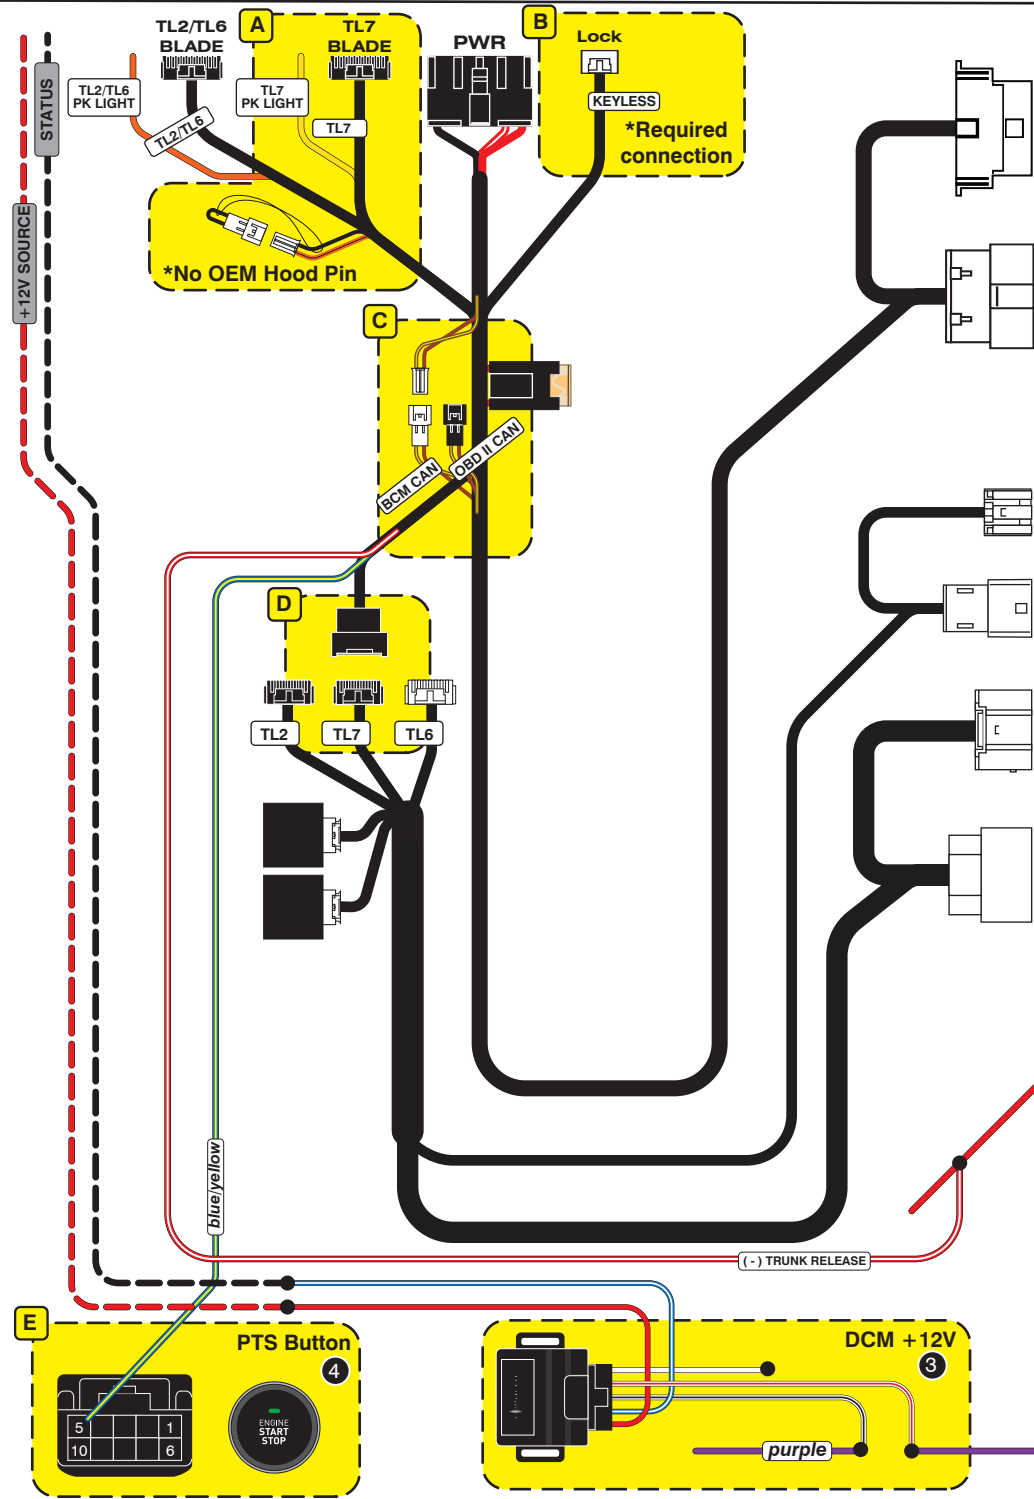 TL2/TL6
BLADE
A
TL7
BLADE
PWR
B
Lock
STATUS
TL2/TL6
PK LIGHT
TL7
PK LIGHT
KEYLESS
TL2/TL6
TL7
*Required
connection
+12V SOURCE
*No OEM Hood Pin
C
BCM CAN
OBD II CAN
D
TL2
TL7
TL6
blue/yellow
( - ) TRUNK RELEASE
E
PTS Button
4
DCM +12V
3
5
1
10
6
ENGINE
START
STOP
purple